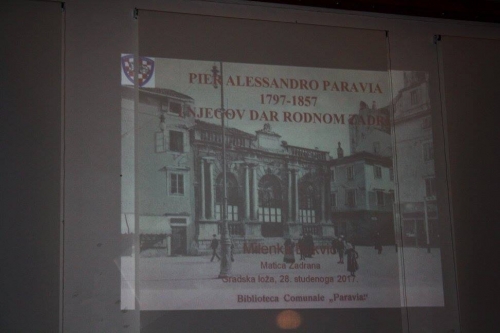 PIER ALESSANDRO PARAVIA
1797-1857
NJEGOV DAR RODNOM ZADRU
Matica Zadrana
Gradska loža, 28. studenoga 2017.
Biblioteca Comunale „Paravia“